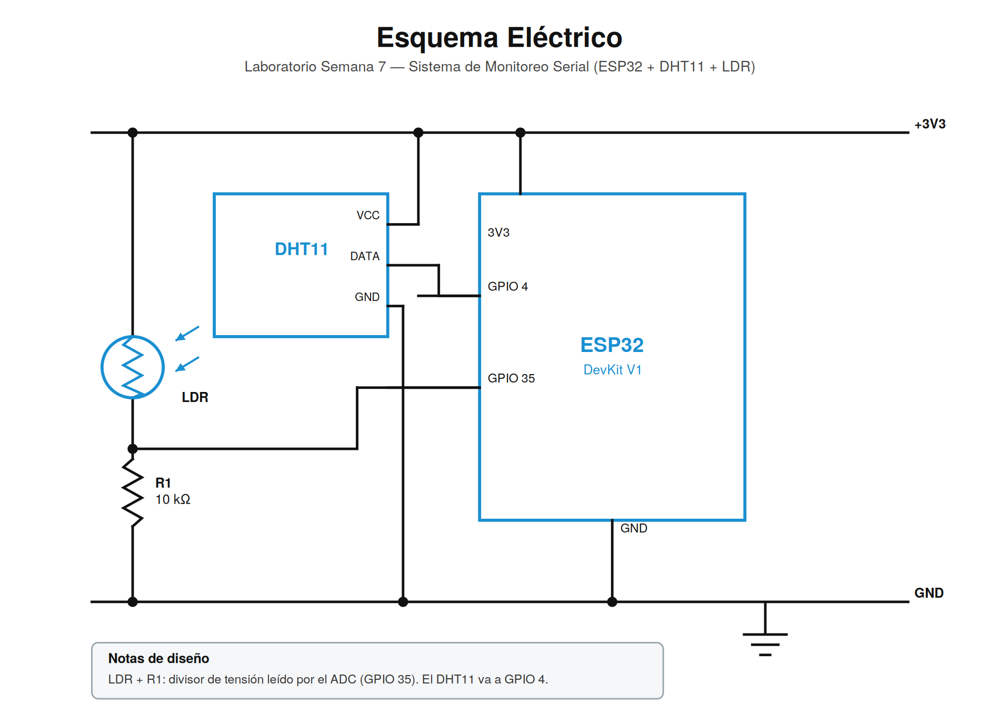 Esquema Eléctrico
Laboratorio Semana 7 — Sistema de Monitoreo Serial (ESP32 + DHT11 + LDR)
+3V3
VCC
DHT11
DATA
GND
3V3
GPIO 4
ESP32
DevKit V1
GPIO 35
LDR
R1
10 kΩ
GND
GND
Notas de diseño
LDR + R1: divisor de tensión leído por el ADC (GPIO 35). El DHT11 va a GPIO 4.